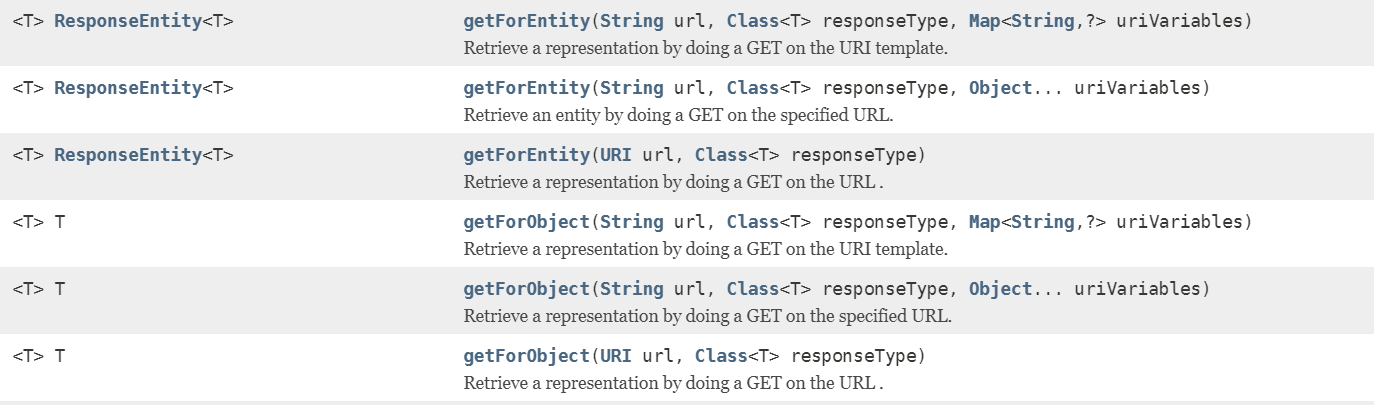 <T> ResponseEntity<T> getForEntity(String url, Class<T> responseType, Map<String,?> uriVariables)
Retrieve a representation by doing a GET on the URI template.
<T> ResponseEntity<T> getForEntity(String url, Class<T> responseType, Object... uriVariables)
Retrieve an entity by doing a GET on the specified URL.
<T> ResponseEntity<T> getForEntity(URI url, Class<T> responseType)
Retrieve a representation by doing a GET on the URL .
<T> T getForObject(String url, Class<T> responseType, Map<String,?> uriVariables)
Retrieve a representation by doing a GET on the URI template.
<T> T getForObject(String url, Class<T> responseType, Object... uriVariables)
Retrieve a representation by doing a GET on the specified URL.
<T> T getForObject(URI url, Class<T> responseType)
Retrieve a representation by doing a GET on the URL .